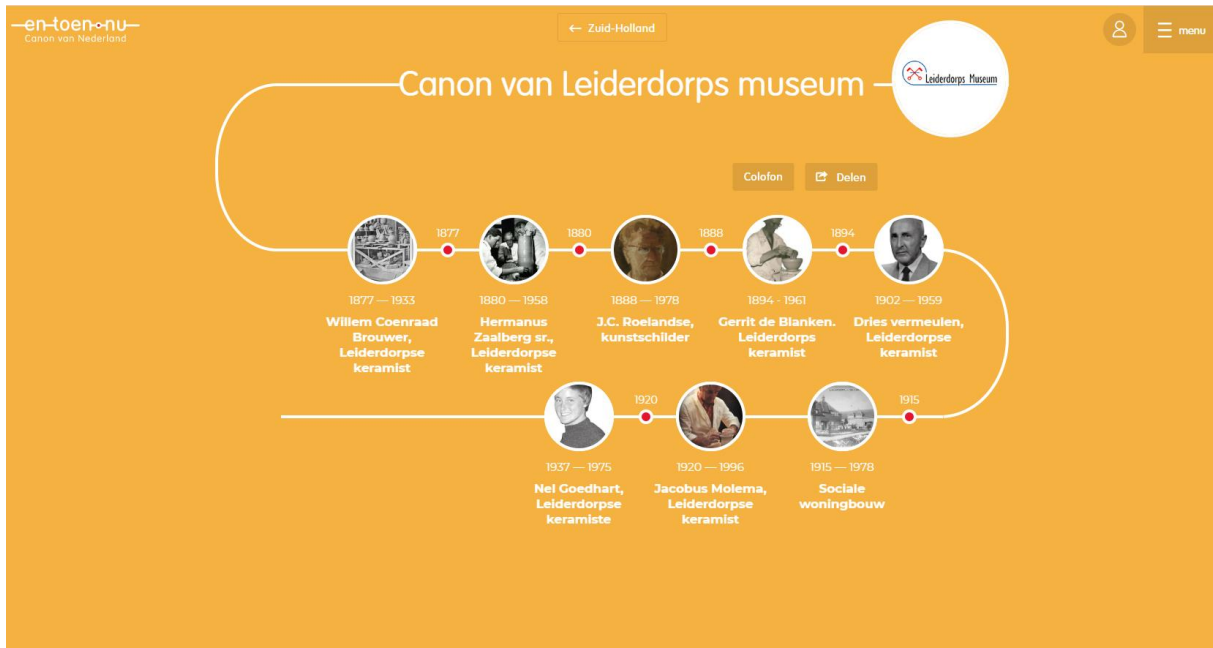 en toen nu
Canon van Nederland
← Zuid-Holland
menu
Canon van Leiderdorps museum
Leiderdorps Museum
Colofon
Delen
1877
1880
1888
1894
1877 — 1933
Willem Coenraad
Brouwer,
Leiderdorpse
keramist
1880 — 1958
Hermanus
Zaalberg sr.,
Leiderdorpse
keramist
1888 — 1978
J.C. Roelandse,
kunstschilder
1894 - 1961
Gerrit de Blanken.
Leiderdorps
keramist
1902 — 1959
Dries vermeulen,
Leiderdorpse
keramist
1920
1915
1937 — 1975
Nel Goedhart,
Leiderdorpse
keramiste
1920 — 1996
Jacobus Molema,
Leiderdorpse
keramist
1915 — 1978
Sociale
woningbouw